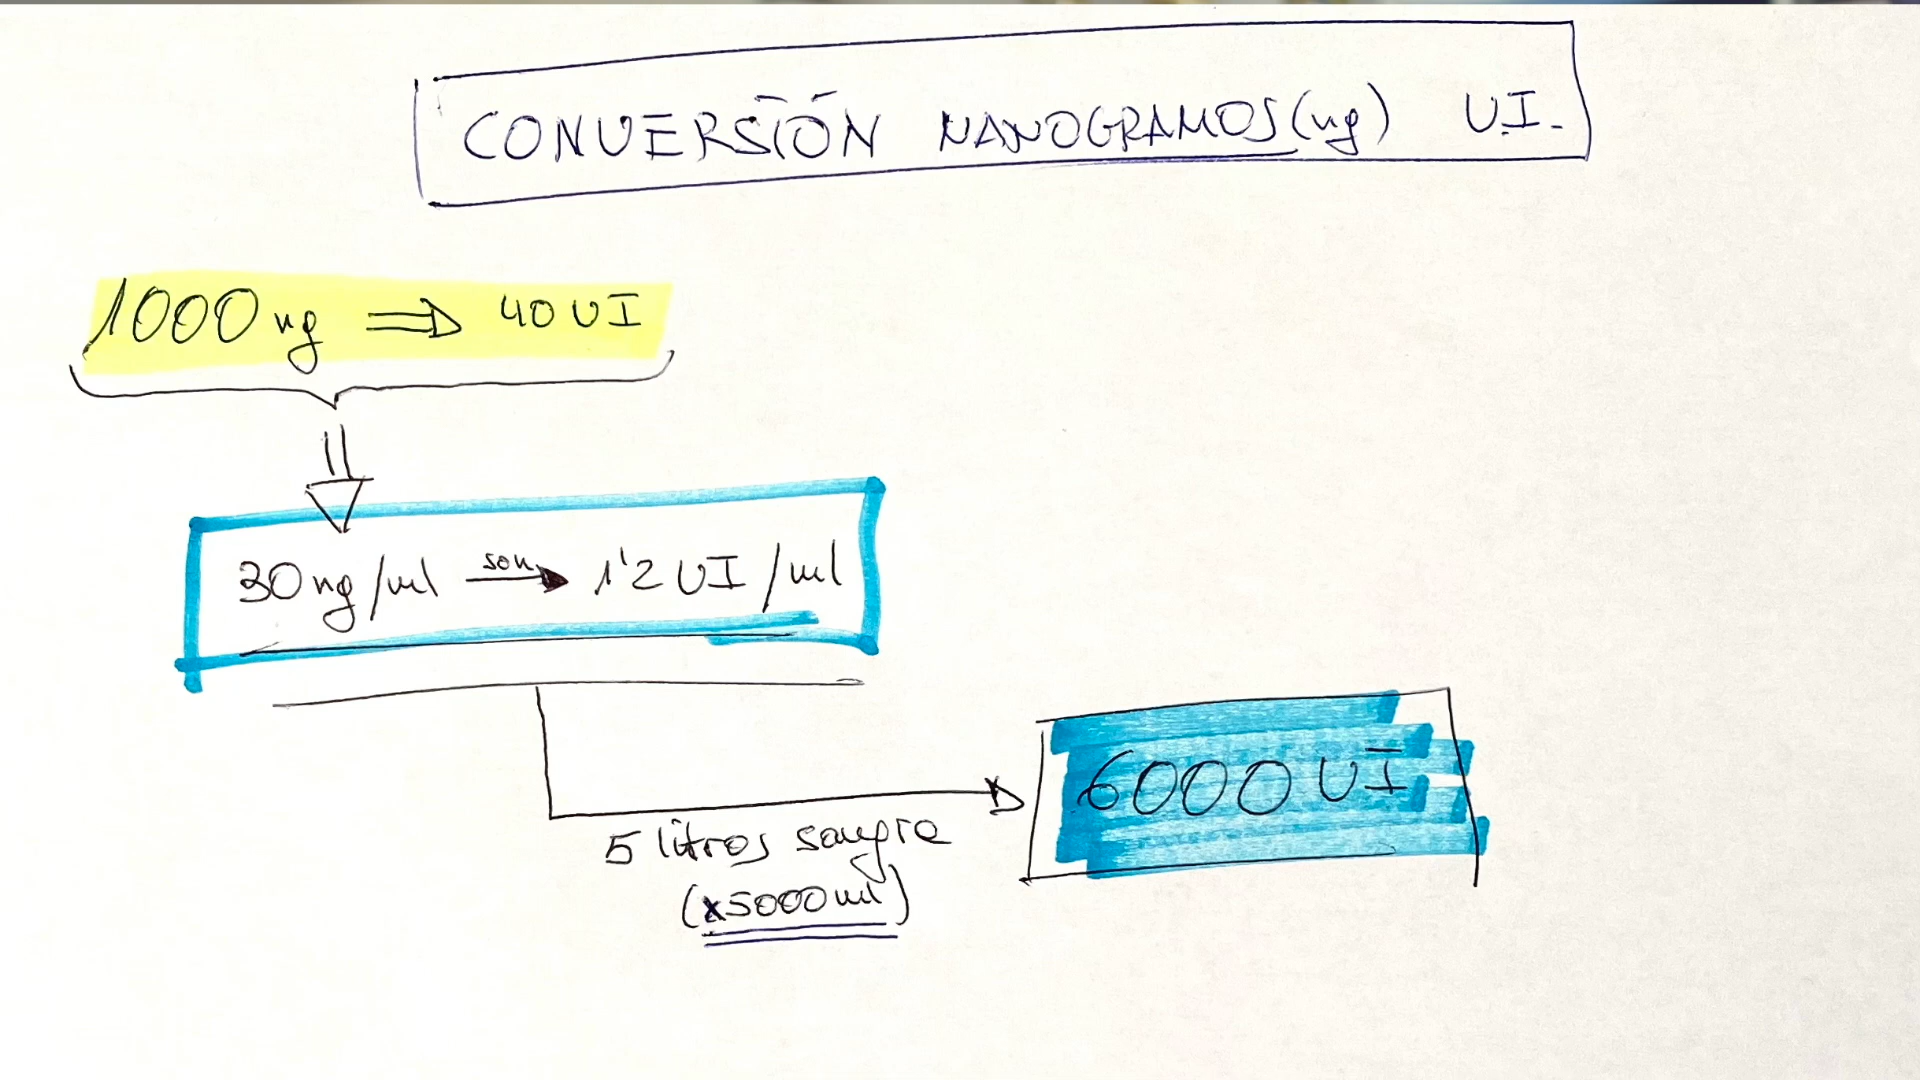 CONVERSIÓN NANOGRAMOS (ng) U.I.
1000 ng ⇒ 40 UI
30 ng/ml son → 1'2 UI/ml
6000 UI
5 litros sangre
(x5000 ml)